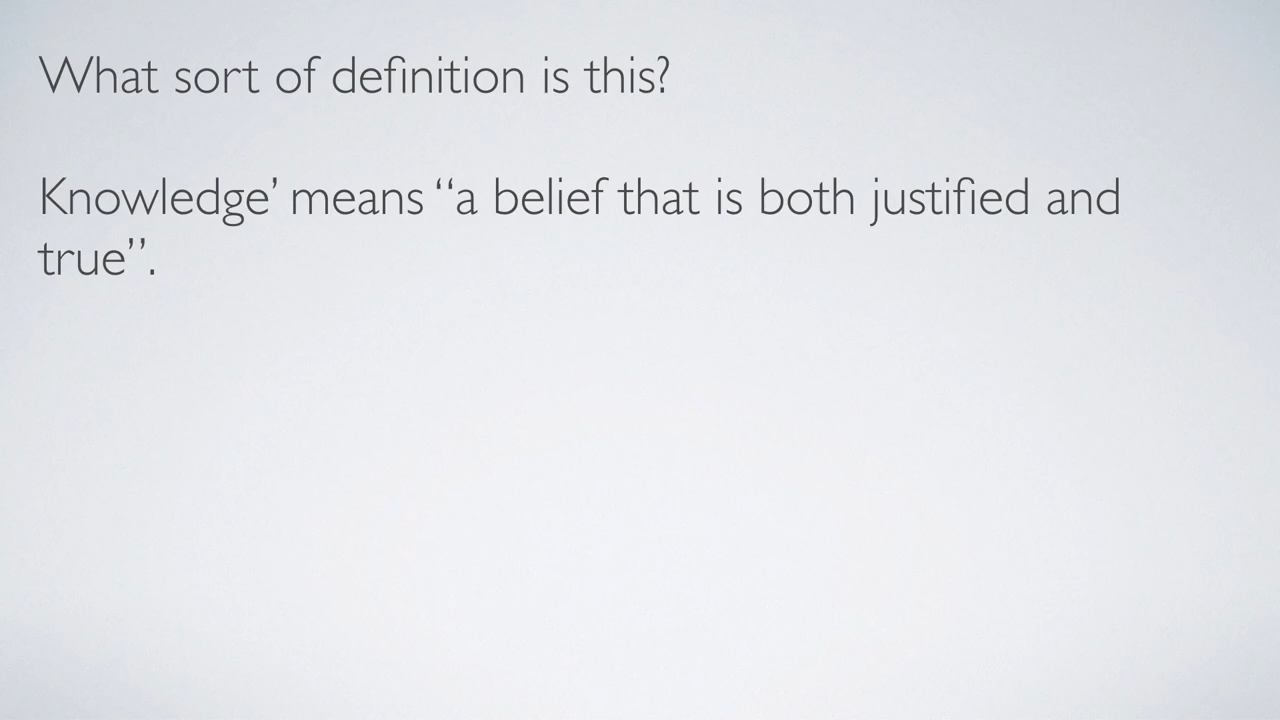 What sort of definition is this?
Knowledge’ means “a belief that is both justified and
true”.